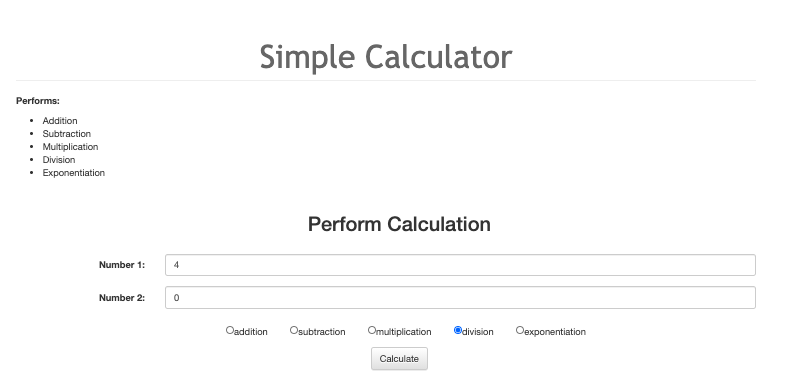 Simple Calculator
Performs:
• Addition
• Subtraction
• Multiplication
• Division
• Exponentiation
Perform Calculation
Number 1: 4
Number 2: 0
addition subtraction multiplication division exponentiation
Calculate